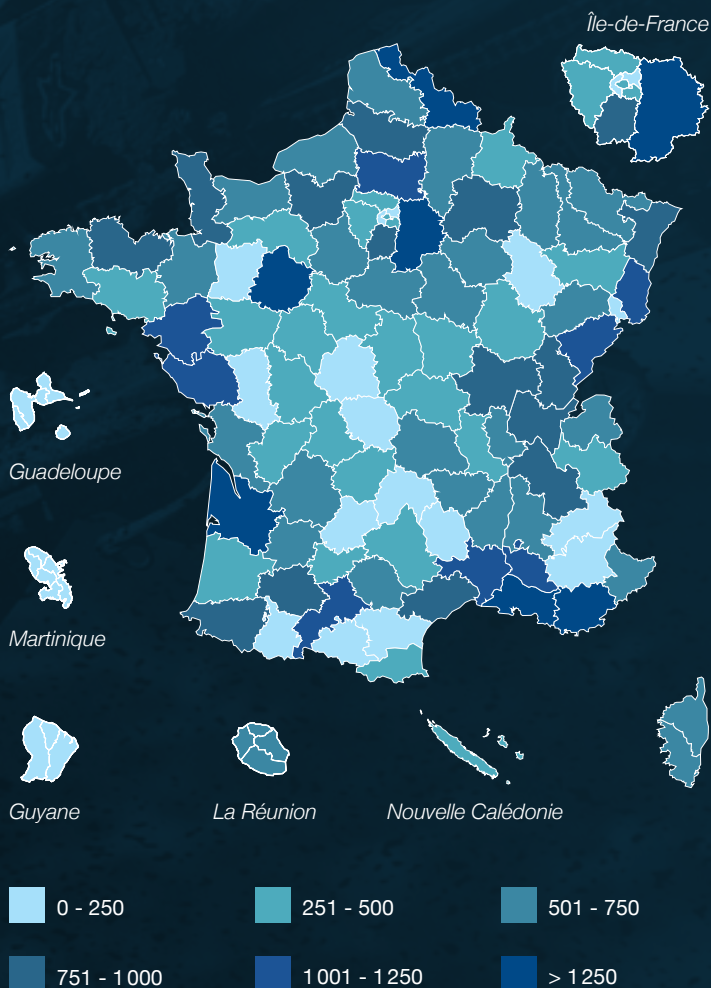 Île-de-France
Guadeloupe
Martinique
Guyane
La Réunion
Nouvelle Calédonie
0 - 250
251 - 500
501 - 750
751 - 1 000
1 001 - 1 250
> 1 250